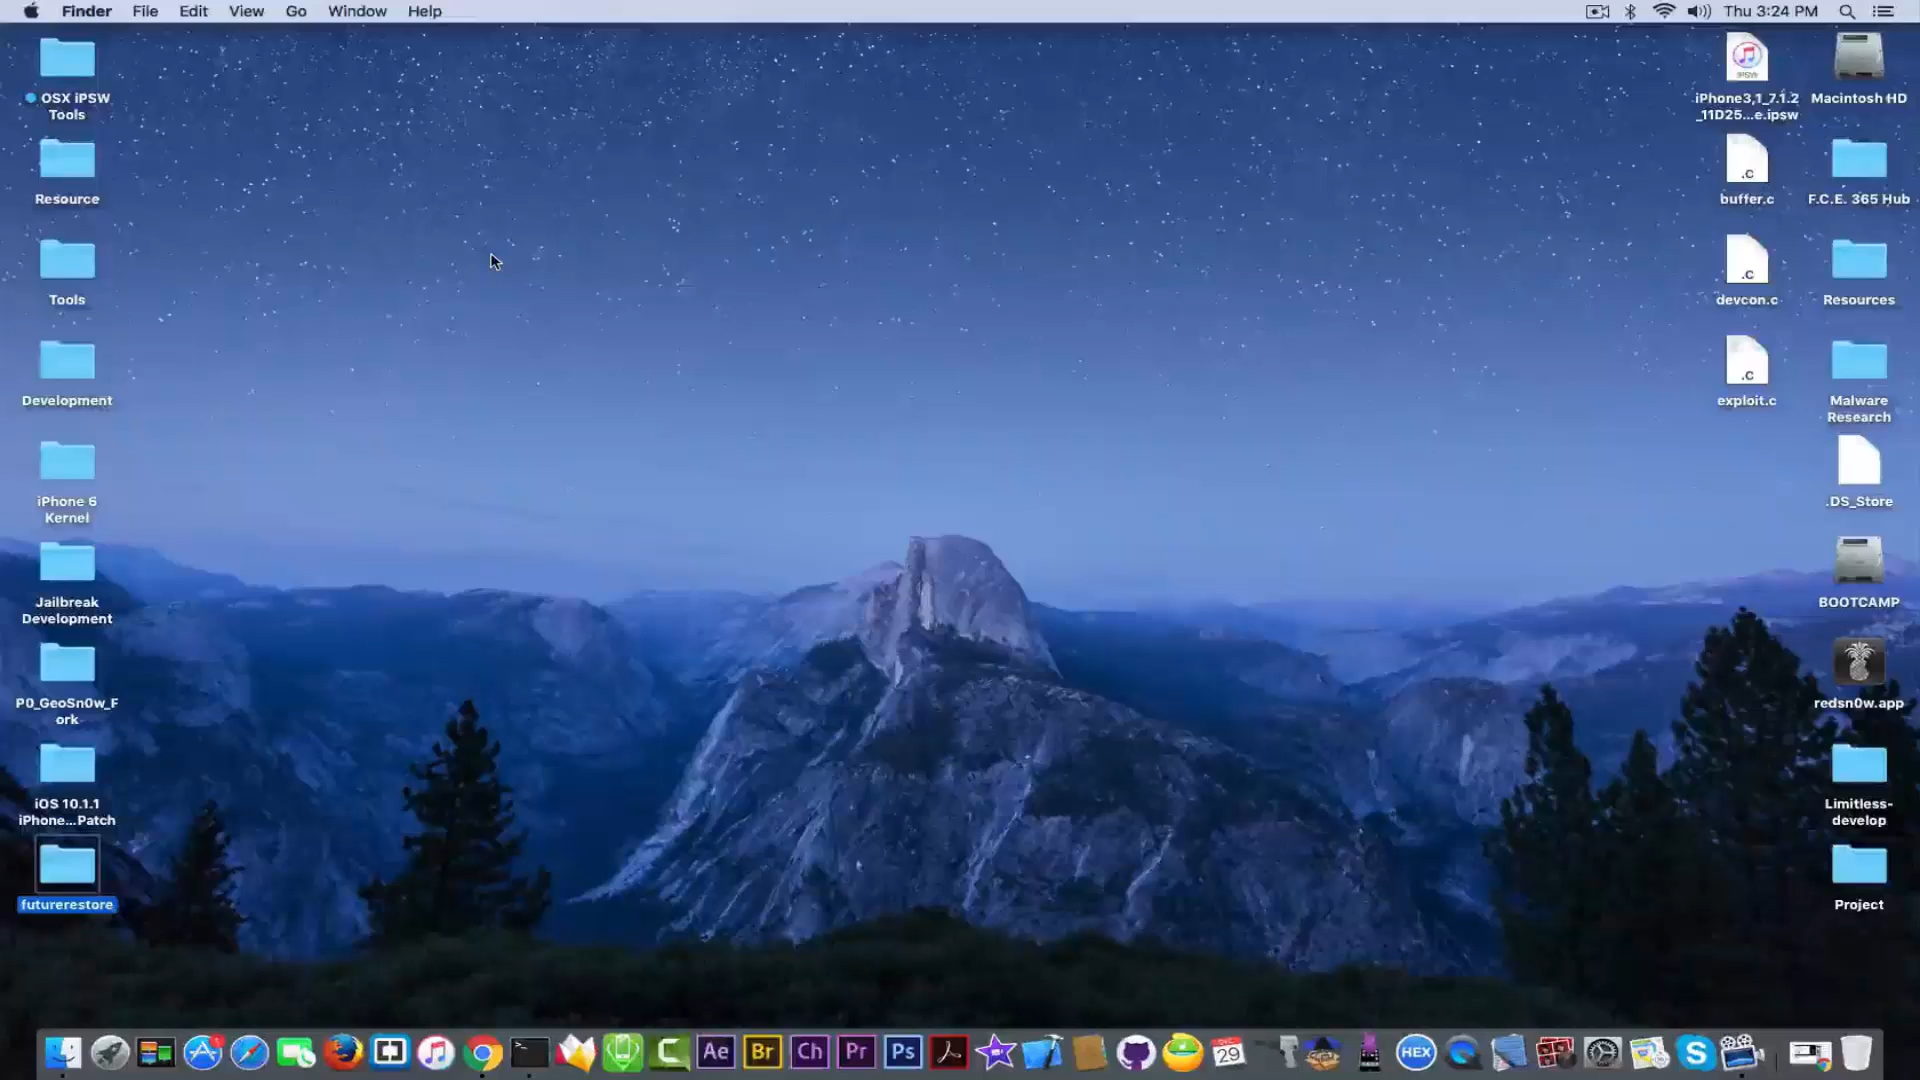 Finder File Edit View Go Window Help Thu 3:24 PM
OSX iPSW
Tools
Resource
Tools
Development
iPhone 6
Kernel
Jailbreak
Development
P0_GeoSn0w_F
ork
iOS 10.1.1
iPhone...Patch
futurerestore
IPSW
iPhone3,1_7.1.2
_11D25...e.ipsw
.C
buffer.c
.C
devcon.c
.C
exploit.c
Macintosh HD
F.C.E. 365 Hub
Resources
Malware
Research
.DS_Store
BOOTCAMP
redsn0w.app
Limitless-
develop
Project
Ae Br Ch Pr Ps 29 HEX